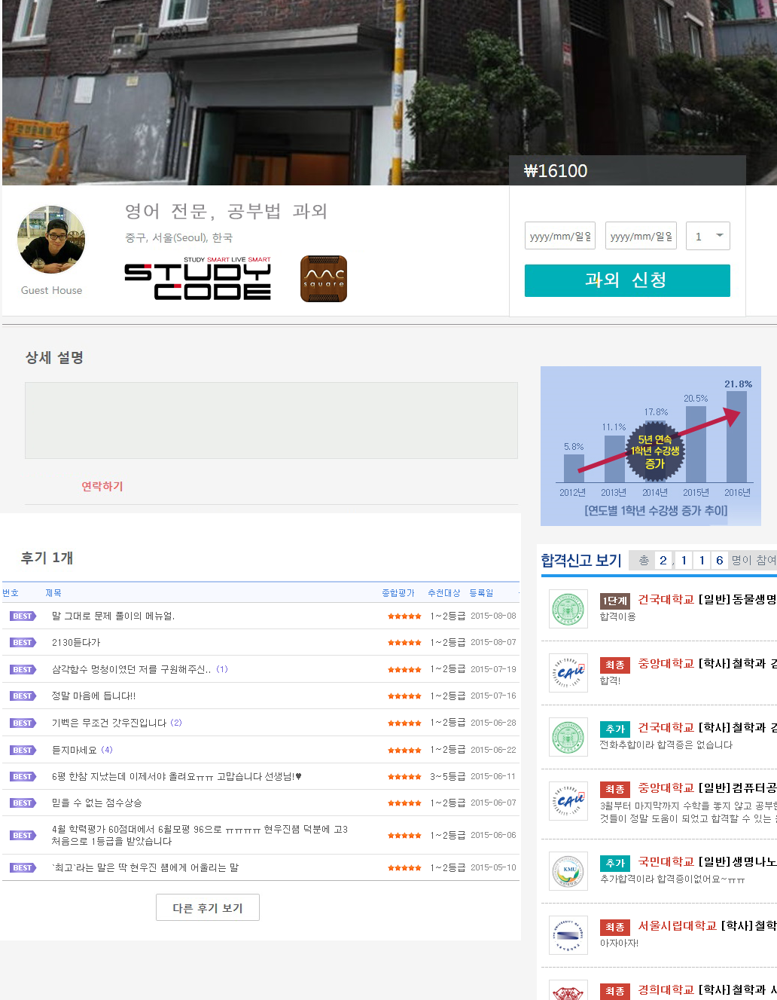 ₩16100
영어 전문, 공부법 과외
중구, 서울(Seoul), 한국
Guest House
STUDY SMART LIVE SMART
STUDY
CODE
mc
square
yyyy/mm/일일
yyyy/mm/일일
1
과외 신청
상세 설명
연락하기
21.8%
20.5%
17.8%
11.1%
5.8%
5년 연속
1학년 수강생
증가
2012년 2013년 2014년 2015년 2016년
[연도별 1학년 수강생 증가 추이]
후기 1개
번호 제목 종합평가 추천대상 등록일
BEST 말 그대로 문제 풀이의 메뉴얼. ★★★★★ 1~2등급 2015-08-08
BEST 2130듣다가 ★★★★★ 1~2등급 2015-08-07
BEST 삼각함수 멍청이였던 저를 구원해주신.. (1) ★★★★★ 1~2등급 2015-07-19
BEST 정말 마음에 듭니다!! ★★★★★ 1~2등급 2015-07-16
BEST 기벡은 무조건 갓우진입니다 (2) ★★★★★ 1~2등급 2015-06-28
BEST 듣지마세요 (4) ★★★★★ 1~2등급 2015-06-22
BEST 6평 한참 지났는데 이제서야 올려요ㅠㅠ 고맙습니다 선생님!♥ ★★★★★ 3~5등급 2015-06-11
BEST 믿을 수 없는 점수상승 ★★★★★ 1~2등급 2015-06-07
BEST 4월 학력평가 60점대에서 6월모평 96으로 ㅠㅠㅠㅠ 현우진쌤 덕분에 고3
처음으로 1등급을 받았습니다 ★★★★★ 1~2등급 2015-06-06
BEST `최고`라는 말은 딱 현우진 쌤에게 어울리는 말 ★★★★★ 1~2등급 2015-05-10
다른 후기 보기
합격신고 보기 총 2,116 명이 참여
1단계 건국대학교 [일반]동물생명
합격이용
최종 중앙대학교 [학사]철학과
합격!
추가 건국대학교 [학사]철학과
전화추합이라 합격증은 없습니다
최종 중앙대학교 [일반]컴퓨터공
3월부터 마지막까지 수학을 놓지 않고 공부한
것들이 정말 도움이 되었고 합격할 수 있는
추가 국민대학교 [일반]생명나노
KMU
추가합격이라 합격증이없어요~ㅠㅠ
최종 서울시립대학교 [학사]철학
아자아자!
최종 경희대학교 [학사]철학과